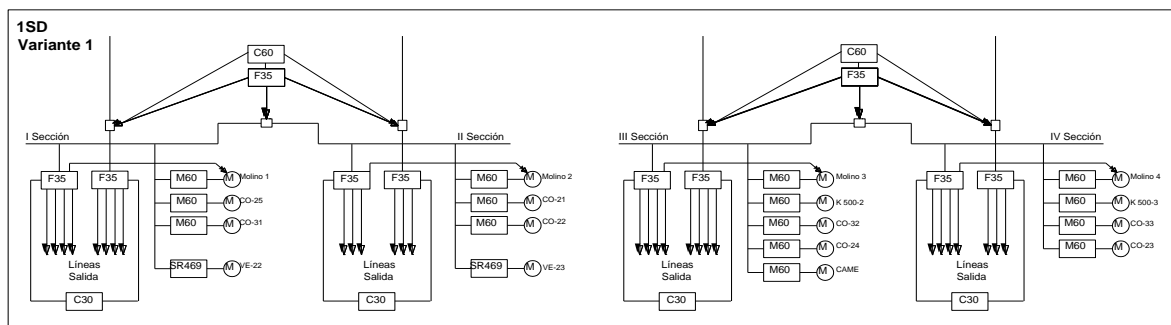 1SD
Variante 1
C60
F35
I Sección
II Sección
F35
F35
M60
M
Molino 1
M60
M
CO-25
M60
M
CO-31
SR469
M
VE-22
Líneas
Salida
C30
F35
F35
M60
M
Molino 2
M60
M
CO-21
M60
M
CO-22
SR469
M
VE-23
Líneas
Salida
C30
C60
F35
III Sección
IV Sección
F35
F35
M60
M
Molino 3
M60
M
K 500-2
M60
M
CO-32
M60
M
CO-24
M60
M
CAME
Líneas
Salida
C30
F35
F35
M60
M
Molino 4
M60
M
K 500-3
M60
M
CO-33
M60
M
CO-23
Líneas
Salida
C30